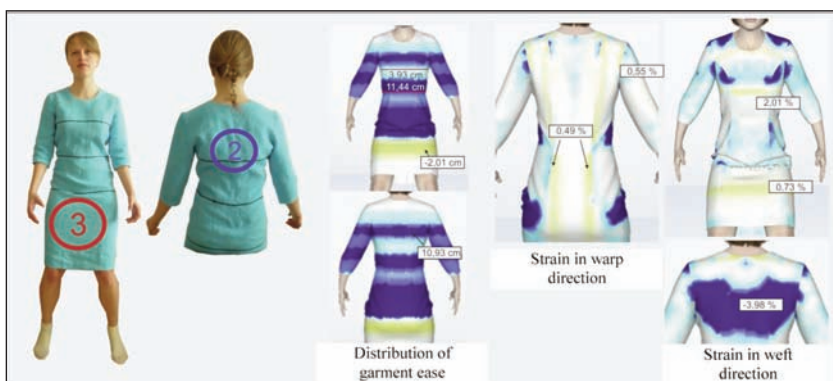 3
2
3,93 cm
11,44 cm
-2.01 cm
10,93 cm
Distribution of
garment ease
0,55 %
0.49 %
Strain in warp
direction
2,01 %
0,73 %
-3,98 %
Strain in weft
direction